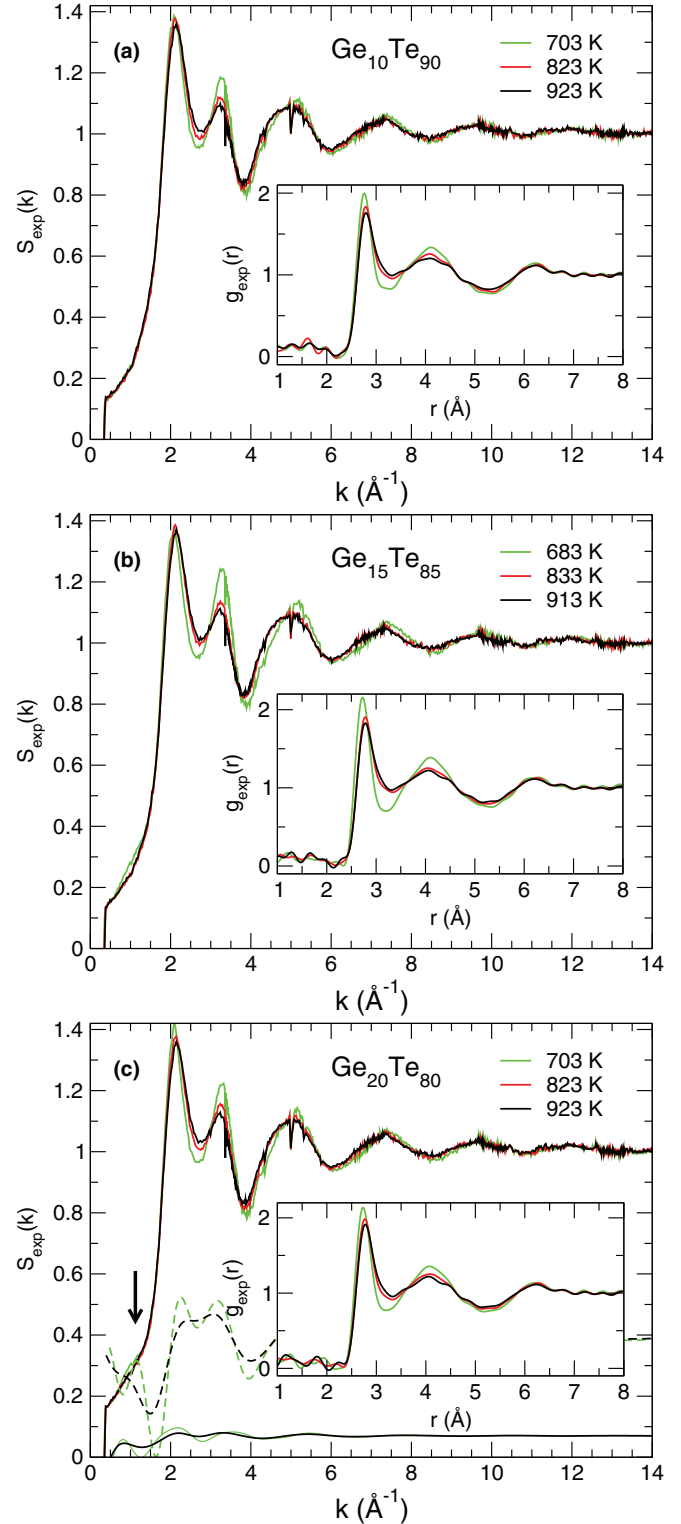 (a)
Ge10Te90
703 K
823 K
923 K
1.4
1.2
1
0.8
0.6
0.4
0.2
0
Sexp(k)
2
1
0
gexp(r)
1 2 3 4 5 6 7 8
r (Å)
0 2 4 6 8 10 12 14
k (Å-1)
(b)
Ge15Te85
683 K
833 K
913 K
1.4
1.2
1
0.8
0.6
0.4
0.2
0
Sexp(k)
2
1
0
gexp(r)
1 2 3 4 5 6 7 8
r (Å)
0 2 4 6 8 10 12 14
k (Å-1)
(c)
Ge20Te80
703 K
823 K
923 K
1.4
1.2
1
0.8
0.6
0.4
0.2
0
Sexp(k)
2
1
0
gexp(r)
1 2 3 4 5 6 7 8
r (Å)
0 2 4 6 8 10 12 14
k (Å-1)